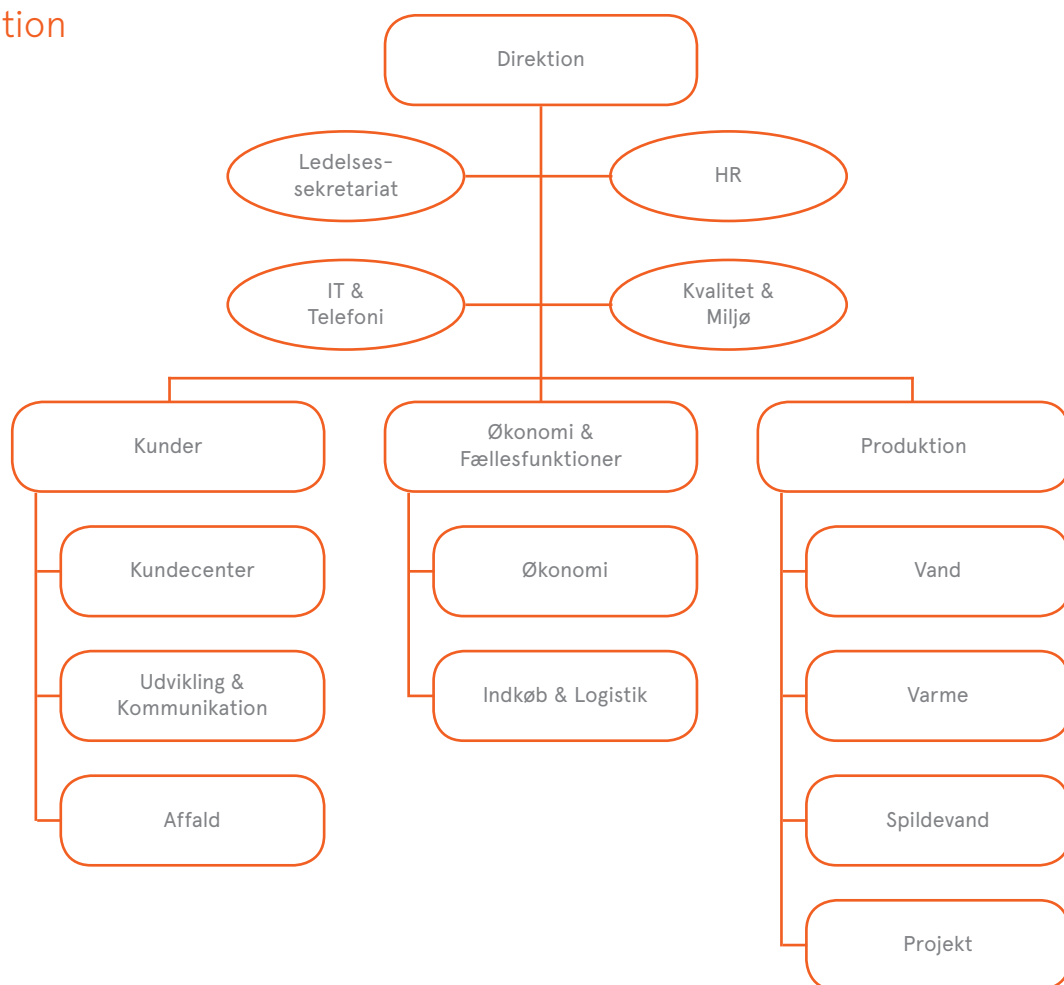 tion
Direktion
Ledelses-
sekretariat
HR
IT &
Telefoni
Kvalitet &
Miljø
Kunder
Økonomi &
Fællesfunktioner
Produktion
Kundecenter
Økonomi
Vand
Udvikling &
Kommunikation
Indkøb & Logistik
Varme
Affald
Spildevand
Projekt